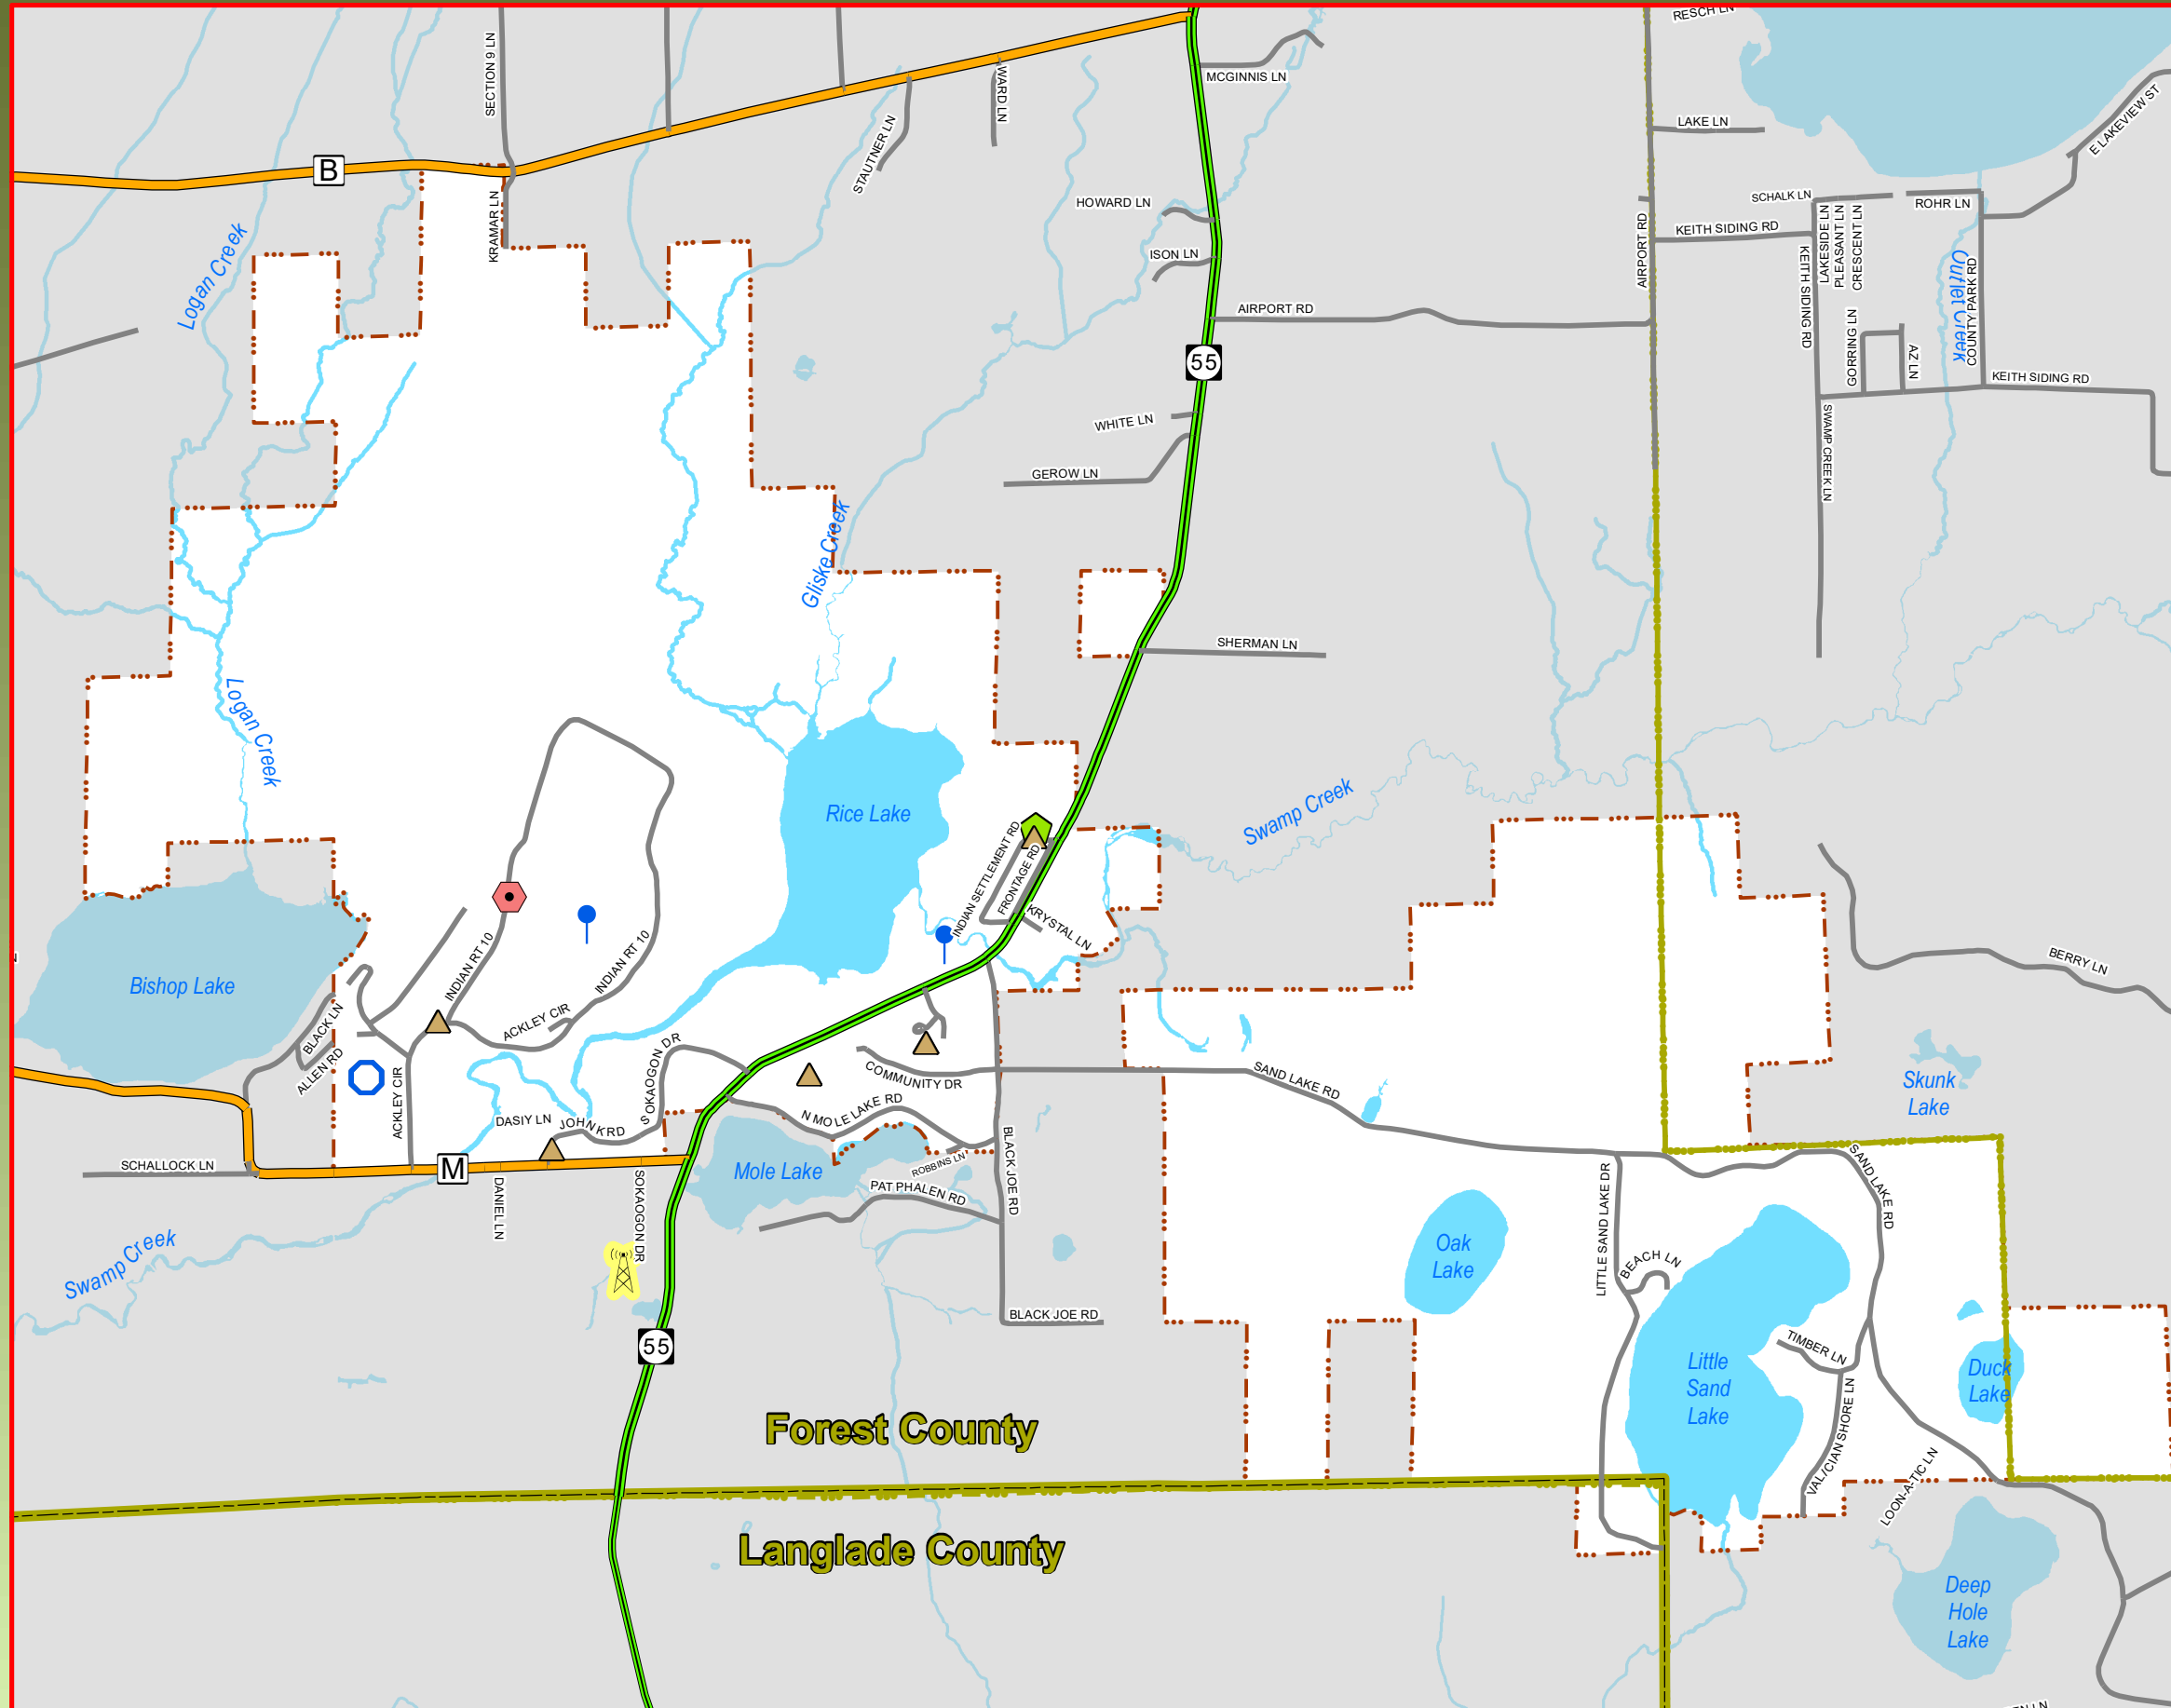 RESCH LN
SECTION 9 LN
WARD LN
MCGINNIS LN
LAKE LN
E LAKEVIEW ST
STAUTNER LN
B
KRAMAR LN
HOWARD LN
SCHALK LN
ROHR LN
AIRPORT RD
KEITH SIDING RD
LAKESIDE LN
PLEASANT LN
CRESCENT LN
Logan Creek
ISON LN
KEITH SIDING RD
Outlet Creek
COUNTY PARK RD
AIRPORT RD
55
GORRING LN
AZ LN
KEITH SIDING RD
WHITE LN
SWAMP CREEK LN
GEROW LN
Gliske Creek
SHERMAN LN
Logan Creek
Rice Lake
Swamp Creek
INDIAN SETTLEMENT RD
FRONTAGE RD
KRYSTAL LN
INDIAN RT 10
INDIAN RT 10
BERRY LN
Bishop Lake
BLACK LN
ACKLEY CIR
ALLEN RD
SOKAOGON DR
COMMUNITY DR
SAND LAKE RD
Skunk
Lake
ACKLEY CIR
DASIY LN
JOHN K RD
N MOLE LAKE RD
BLACK JOE RD
SCHALLOCK LN
M
Mole Lake
ROBBINS LN
SAND LAKE RD
DANIEL LN
SOKAOGON DR
PAT PHALEN RD
LITTLE SAND LAKE DR
Swamp Creek
Oak
Lake
BEACH LN
BLACK JOE RD
55
TIMBER LN
Little
Sand
Lake
Duck
Lake
VAL/CIAN SHORE LN
Forest County
LOON-A-TIC LN
Langlade County
Deep
Hole
Lake